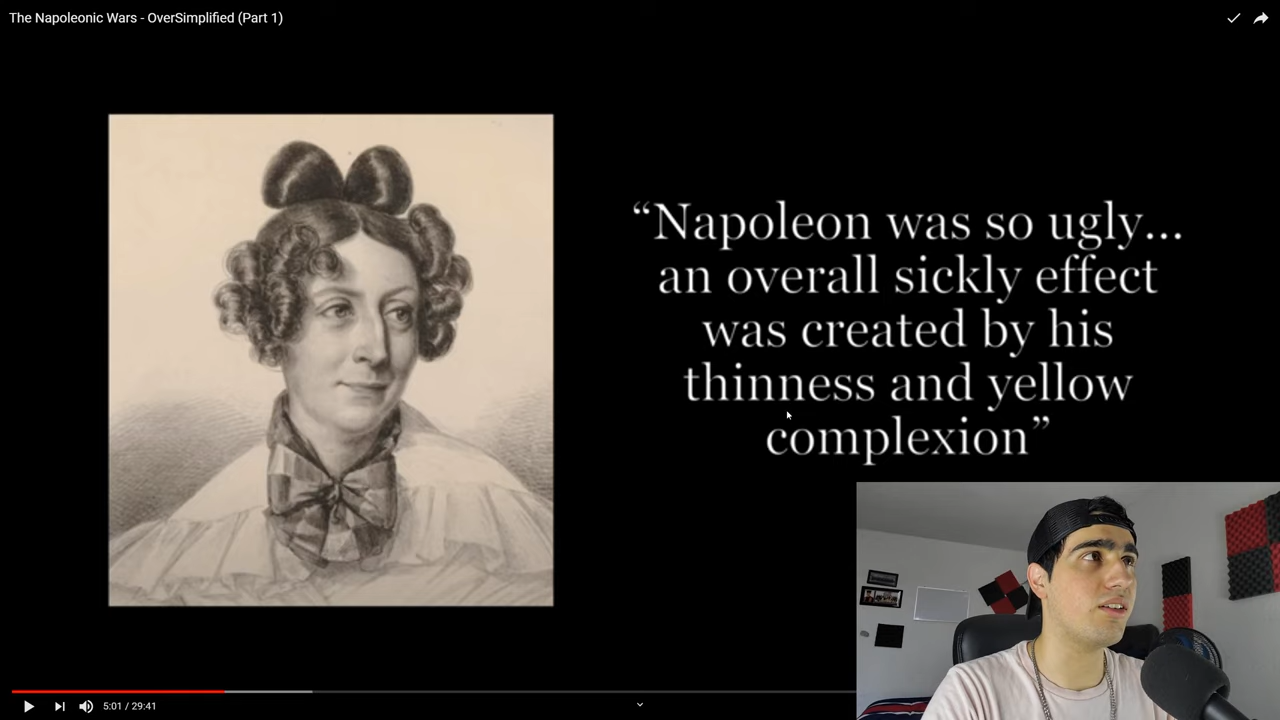 The Napoleonic Wars - OverSimplified (Part 1)
“Napoleon was so ugly...
an overall sickly effect
was created by his
thinness and yellow
complexion”
5:01 / 29:41